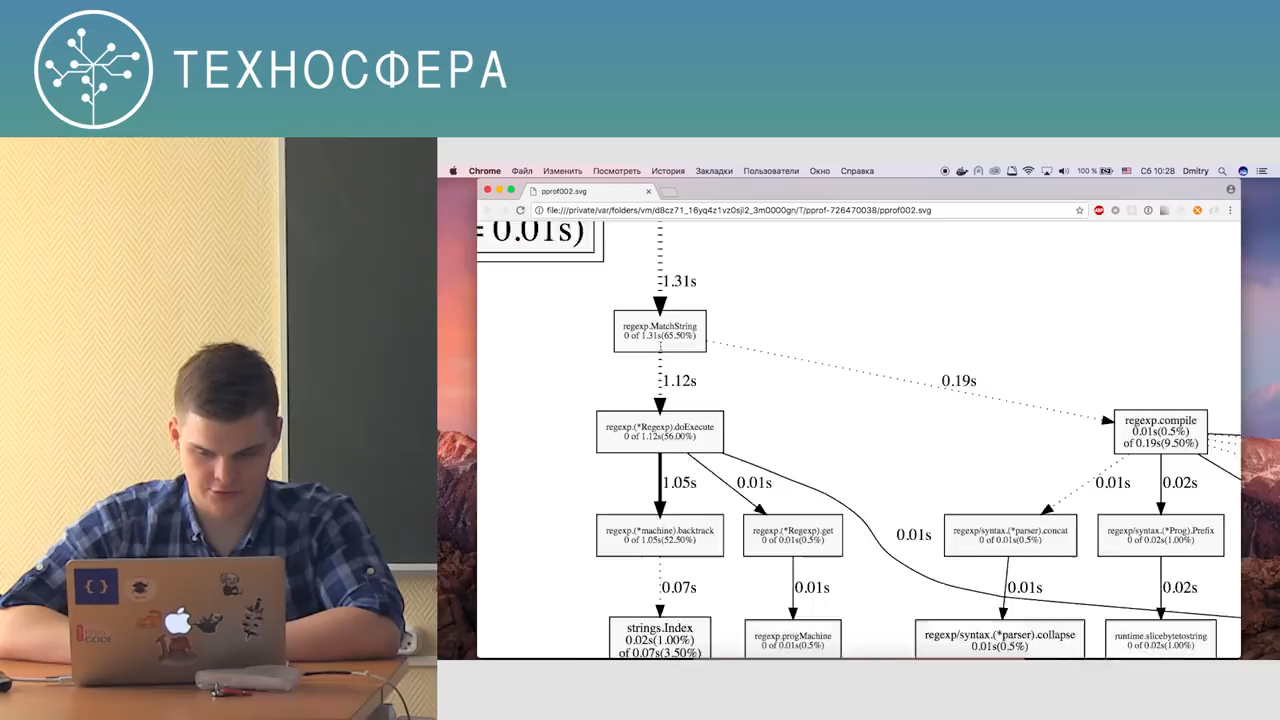 ТЕХНОСФЕРА
Chrome Файл Изменить Посмотреть История Закладки Пользователи Окно Справка 100 % Сб 10:28 Dmitry
pprof002.svg
file:///private/var/folders/vm/d8cz71_16yq4z1vz0sjl2_3m0000gn/T/pprof-726470038/pprof002.svg
= 0.01s)
1.31s
regexp.MatchString
0 of 1.31s(65.50%)
1.12s
0.19s
regexp.(*Regexp).doExecute
0 of 1.12s(56.00%)
regexp.compile
0.01s(0.5%)
of 0.19s(9.50%)
1.05s
0.01s
0.01s
0.02s
regexp.(*machine).backtrack
0 of 1.05s(52.50%)
regexp.(*Regexp).get
0 of 0.01s(0.5%)
0.01s
regexp/syntax.(*parser).concat
0 of 0.01s(0.5%)
regexp/syntax.(*Prog).Prefix
0 of 0.02s(1.00%)
0.07s
0.01s
0.01s
0.02s
strings.Index
0.02s(1.00%)
of 0.07s(3.50%)
regexp.progMachine
0 of 0.01s(0.5%)
regexp/syntax.(*parser).collapse
0.01s(0.5%)
runtime.slicebytetostring
0 of 0.02s(1.00%)
{ }